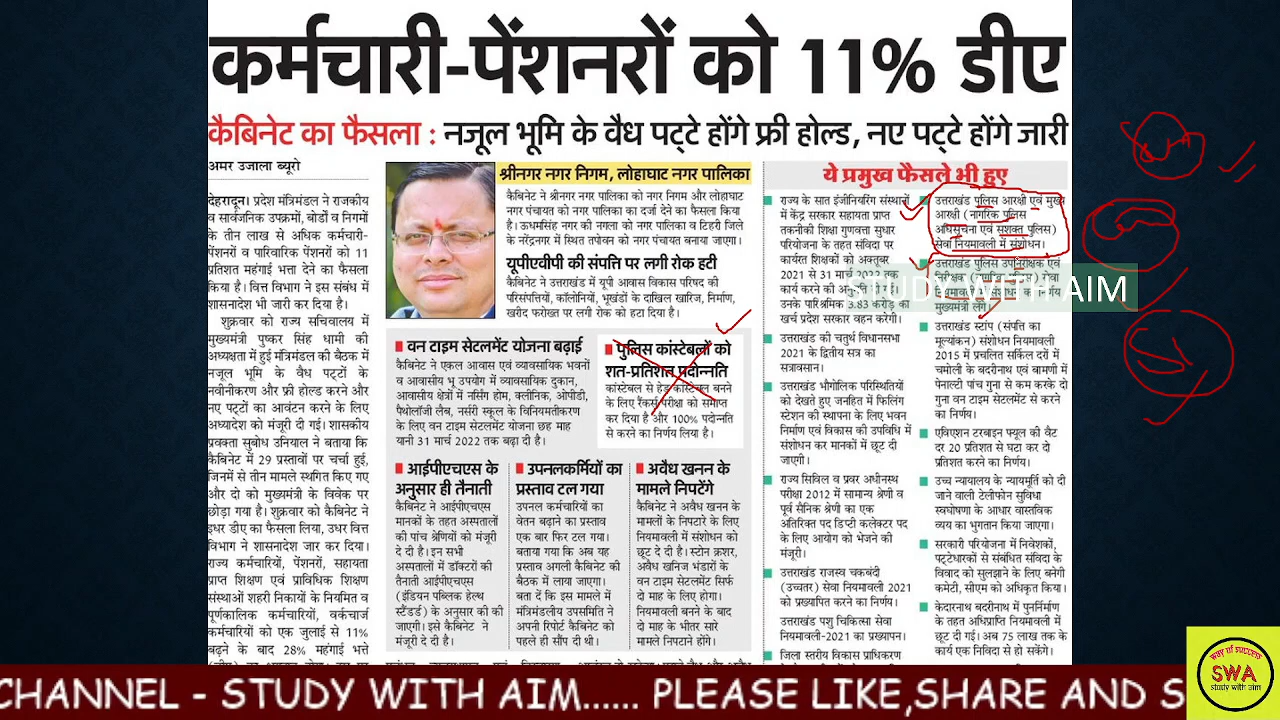 कर्मचारी-पेंशनरों को 11% डीए
कैबिनेट का फैसला : नजूल भूमि के वैध पट्टे होंगे फ्री होल्ड, नए पट्टे होंगे जारी
अमर उजाला ब्यूरो
देहरादून। प्रदेश मंत्रिमंडल ने राजकीय
व सार्वजनिक उपक्रमों, बोर्डों व निगमों
के तीन लाख से अधिक कर्मचारी-
पेंशनरों व पारिवारिक पेंशनरों को 11
प्रतिशत महंगाई भत्ता देने का फैसला
किया है। वित्त विभाग ने इस संबंध में
शासनादेश भी जारी कर दिया है।
शुक्रवार को राज्य सचिवालय में
मुख्यमंत्री पुष्कर सिंह धामी की
अध्यक्षता में हुई मंत्रिमंडल की बैठक में
नजूल भूमि के वैध पट्टों के
नवीनीकरण और फ्री होल्ड करने और
नए पट्टों का आवंटन करने के लिए
अध्यादेश को मंजूरी दी गई। शासकीय
प्रवक्ता सुबोध उनियाल ने बताया कि
कैबिनेट में 29 प्रस्तावों पर चर्चा हुई,
जिनमें से तीन मामले स्थगित किए गए
और दो को मुख्यमंत्री के विवेक पर
छोड़ा गया है। शुक्रवार को कैबिनेट ने
इधर डीए का फैसला लिया, उधर वित्त
विभाग ने शासनादेश जार कर दिया।
राज्य कर्मचारियों, पेंशनरों, सहायता
प्राप्त शिक्षण एवं प्राविधिक शिक्षण
संस्थाओं शहरी निकायों के नियमित व
पूर्णकालिक कर्मचारियों, वर्कचार्ज
कर्मचारियों को एक जुलाई से 11%
बढ़ने के बाद 28% महंगाई भत्ते
श्रीनगर नगर निगम, लोहाघाट नगर पालिका
कैबिनेट ने श्रीनगर नगर पालिका को नगर निगम और लोहाघाट
नगर पंचायत को नगर पालिका का दर्जा देने का फैसला किया
है। ऊधमसिंह नगर की नगला को नगर पालिका व टिहरी जिले
के नरेंद्रनगर में स्थित तपोवन को नगर पंचायत बनाया जाएगा।
यूपीएवीपी की संपत्ति पर लगी रोक हटी
कैबिनेट ने उत्तराखंड में यूपी आवास विकास परिषद की
परिसंपत्तियों, कॉलोनियों, भूखंडों के दाखिल खारिज, निर्माण,
खरीद फरोख्त पर लगी रोक को हटा दिया है।
वन टाइम सेटलमेंट योजना बढ़ाई
कैबिनेट ने एकल आवास एवं व्यावसायिक भवनों
व आवासीय भू उपयोग में व्यावसायिक दुकान,
आवासीय क्षेत्रों में नर्सिंग होम, क्लीनिक, ओपीडी,
पैथोलॉजी लैब, नर्सरी स्कूल के विनियमतीकरण
के लिए वन टाइम सेटलमेंट योजना छह माह
यानी 31 मार्च 2022 तक बढ़ा दी है।
पुलिस कांस्टेबलों को
शत-प्रतिशत प्रदोन्नति
कांस्टेबल से हेड कांस्टेबल बनने
के लिए रैंकर्स परीक्षा को समाप्त
कर दिया है और 100% पदोन्नति
से करने का निर्णय लिया है।
आईपीएचएस के
अनुसार ही तैनाती
कैबिनेट ने आईपीएचएस
मानकों के तहत अस्पतालों
की पांच श्रेणियों को मंजूरी
दे दी है। इन सभी
अस्पतालों में डॉक्टरों की
तैनाती आईपीएचएस
(इंडियन पब्लिक हेल्थ
स्टैंडर्ड) के अनुसार की की
जाएगी। इसे कैबिनेट ने
मंजूरी दे दी है।
उपनलकर्मियों का
प्रस्ताव टल गया
उपनल कर्मचारियों का
वेतन बढ़ाने का प्रस्ताव
एक बार फिर टल गया।
बताया गया कि अब यह
प्रस्ताव अगली कैबिनेट की
बैठक में लाया जाएगा।
बता दें कि इस मामले में
मंत्रिमंडलीय उपसमिति ने
अपनी रिपोर्ट कैबिनेट को
पहले ही सौंप दी थी।
अवैध खनन के
मामले निपटेंगे
कैबिनेट ने अवैध खनन के
मामलों के निपटारे के लिए
नियमावली में संशोधन को
छूट दे दी है। स्टोन क्रशर,
अवैध खनिज भंडारों के
वन टाइम सेटलमेंट सिर्फ
दो माह के लिए होगा।
नियमावली बनने के बाद
दो माह के भीतर सारे
मामले निपटाने होंगे।
ये प्रमुख फैसले भी हुए
राज्य के सात इंजीनियरिंग संस्थानों
में केंद्र सरकार सहायता प्राप्त
तकनीकी शिक्षा गुणवत्ता सुधार
परियोजना के तहत संविदा पर
कार्यरत शिक्षकों को अक्तूबर
2021 से 31 मार्च 2022 तक
कार्य करने की
उनके पारिश्रमिक 3.83 करोड़ का
खर्च प्रदेश सरकार वहन करेगी।
उत्तराखंड की चतुर्थ विधानसभा
2021 के द्वितीय सत्र का
सत्रावसान।
उत्तराखंड भौगोलिक परिस्थितियों
को देखते हुए जनहित में फिलिंग
स्टेशन की स्थापना के लिए भवन
निर्माण एवं विकास की उपविधि में
संशोधन कर मानकों में छूट दी
जाएगी।
राज्य सिविल व प्रवर अधीनस्थ
परीक्षा 2012 में सामान्य श्रेणी व
पूर्व सैनिक श्रेणी का एक
अतिरिक्त पद डिप्टी कलेक्टर पद
के लिए आयोग को भेजने की
मंजूरी।
उत्तराखंड राजस्व चकबंदी
(उच्चतर) सेवा नियमावली 2021
को प्रख्यापित करने का निर्णय।
उत्तराखंड पशु चिकित्सा सेवा
नियमावली-2021 का प्रख्यापन।
जिला स्तरीय विकास प्राधिकरण
उत्तराखंड पुलिस आरक्षी एवं मुख्य
आरक्षी (नागरिक पुलिस
अधिसूचना एवं सशक्त पुलिस)
सेवा नियमावली में संशोधन।
उत्तराखंड पुलिस उपनिरीक्षक एवं
मुख्यमंत्री लेंगे।
उत्तराखंड स्टांप (संपत्ति का
मूल्यांकन) संशोधन नियमावली
2015 में प्रचलित सर्किल दरों में
चमोली के बदरीनाथ एवं बामणी में
पेनाल्टी पांच गुना से कम करके दो
गुना वन टाइम सेटलमेंट से करने
का निर्णय।
एविएशन टरबाइन फ्यूल की वैट
दर 20 प्रतिशत से घटा कर दो
प्रतिशत करने का निर्णय।
उच्च न्यायालय के न्यायमूर्ति को दी
जाने वाली टेलीफोन सुविधा
स्वघोषणा के आधार वास्तविक
व्यय का भुगतान किया जाएगा।
सरकारी परियोजना में निवेशकों,
पट्टेधारकों से संबंधित संविदा के
विवाद को सुलझाने के लिए बनेगी
कमेटी, सीएम को अधिकृत किया।
केदारनाथ बदरीनाथ में पुनर्निर्माण
के तहत अधिप्राप्ति नियमावली में
छूट दी गई। अब 75 लाख तक के
कार्य एक निविदा से हो सकेंगे।
STUDY WITH AIM
CHANNEL - STUDY WITH AIM...... PLEASE LIKE,SHARE AND S
way of success
SWA
study with aim